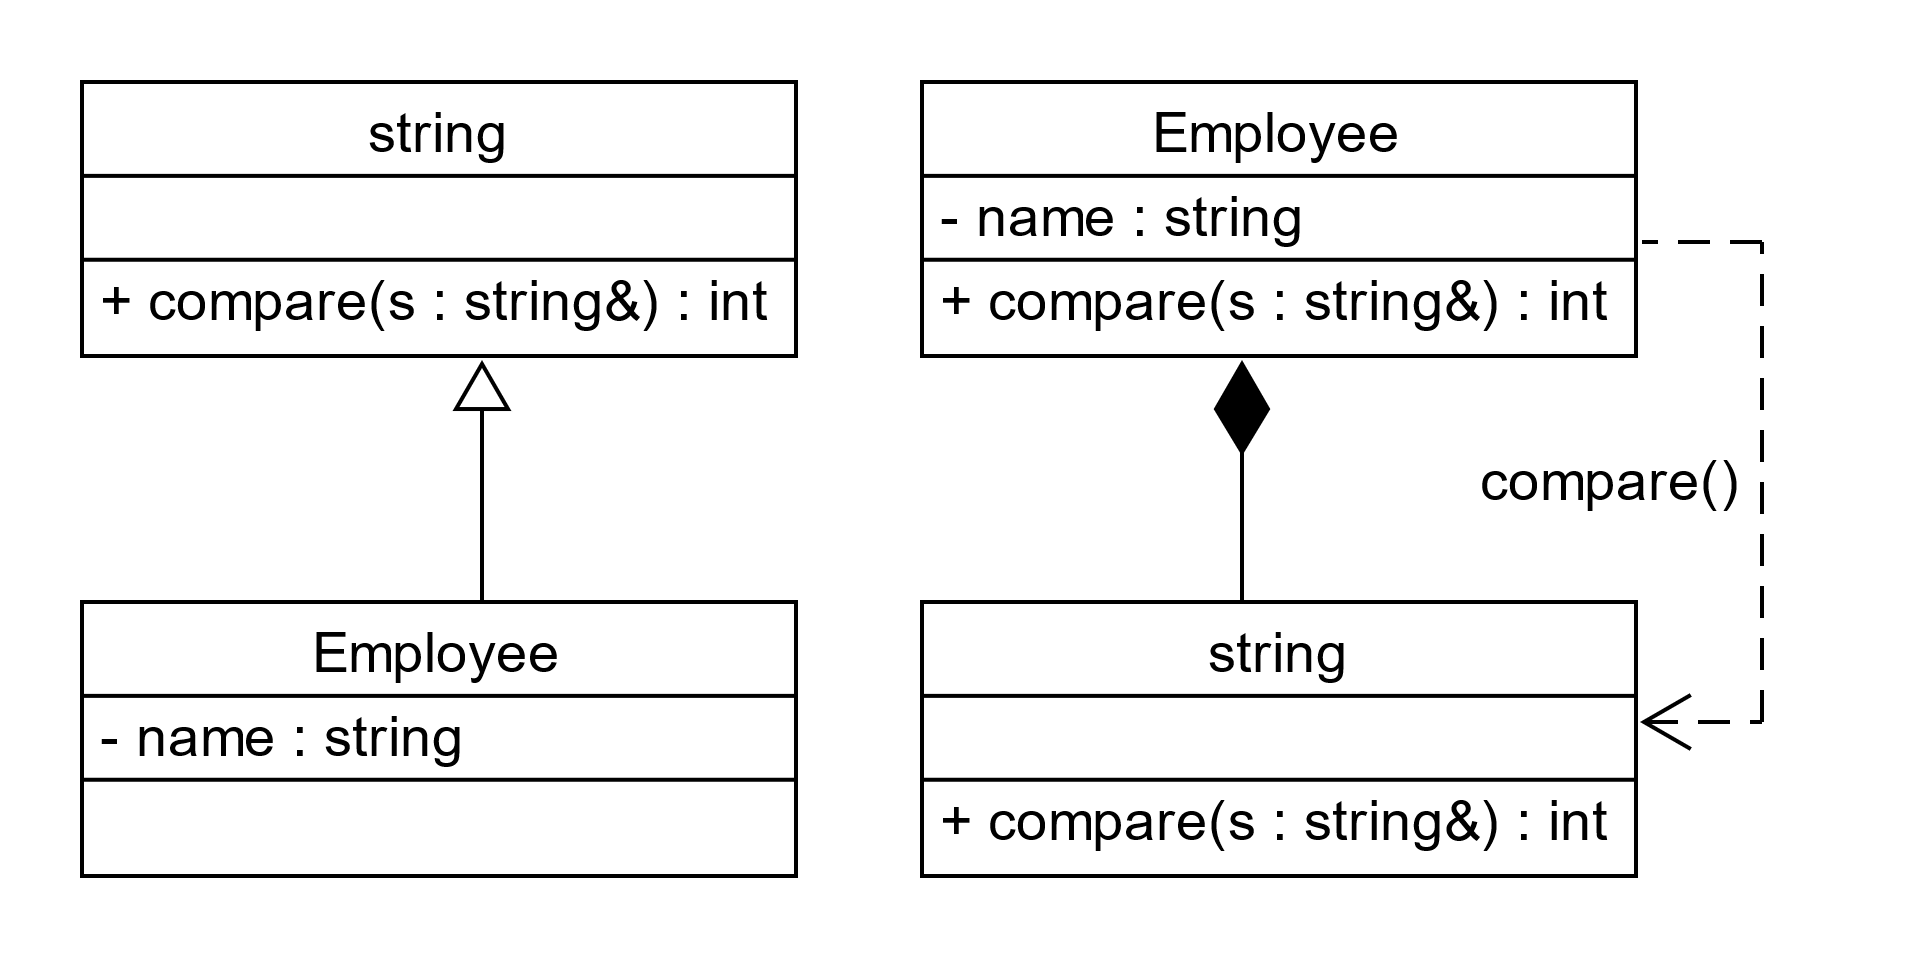 string
+ compare(s : string&) : int
Employee
- name : string
Employee
- name : string
+ compare(s : string&) : int
compare()
string
+ compare(s : string&) : int